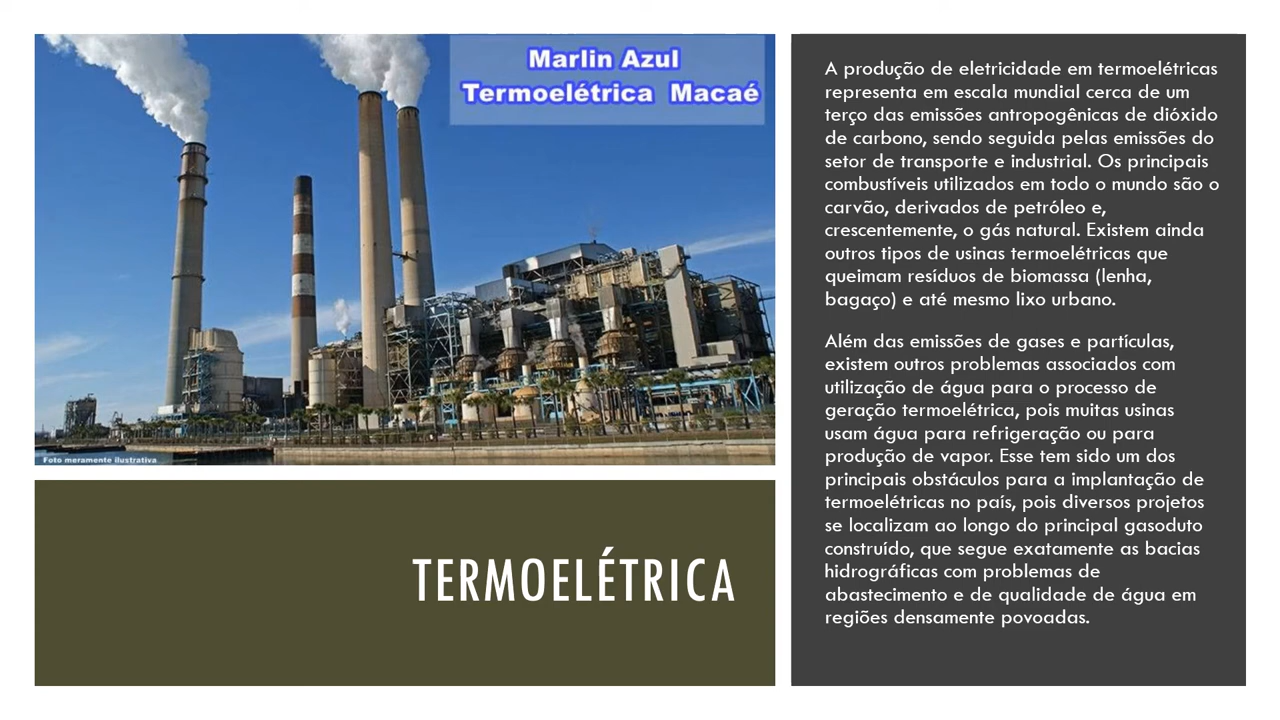 Marlin Azul
Termoelétrica Macaé
Foto meramente ilustrativa
TERMOELÉTRICA
A produção de eletricidade em termoelétricas
representa em escala mundial cerca de um
terço das emissões antropogênicas de dióxido
de carbono, sendo seguida pelas emissões do
setor de transporte e industrial. Os principais
combustíveis utilizados em todo o mundo são o
carvão, derivados de petróleo e,
crescentemente, o gás natural. Existem ainda
outros tipos de usinas termoelétricas que
queimam resíduos de biomassa (lenha,
bagaço) e até mesmo lixo urbano.
Além das emissões de gases e partículas,
existem outros problemas associados com
utilização de água para o processo de
geração termoelétrica, pois muitas usinas
usam água para refrigeração ou para
produção de vapor. Esse tem sido um dos
principais obstáculos para a implantação de
termoelétricas no país, pois diversos projetos
se localizam ao longo do principal gasoduto
construído, que segue exatamente as bacias
hidrográficas com problemas de
abastecimento e de qualidade de água em
regiões densamente povoadas.